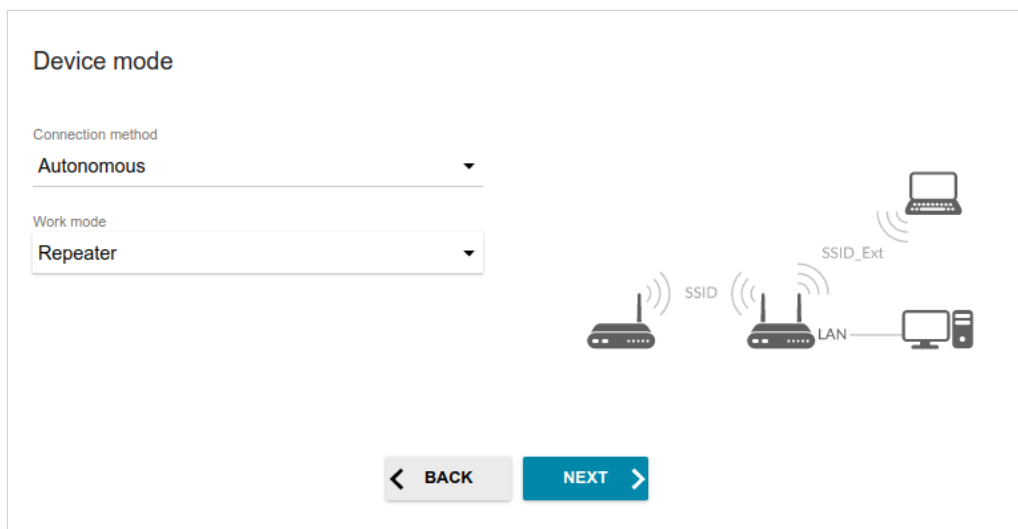 Device mode
Connection method
Autonomous
Work mode
Repeater
SSID_Ext
SSID
LAN
BACK
NEXT